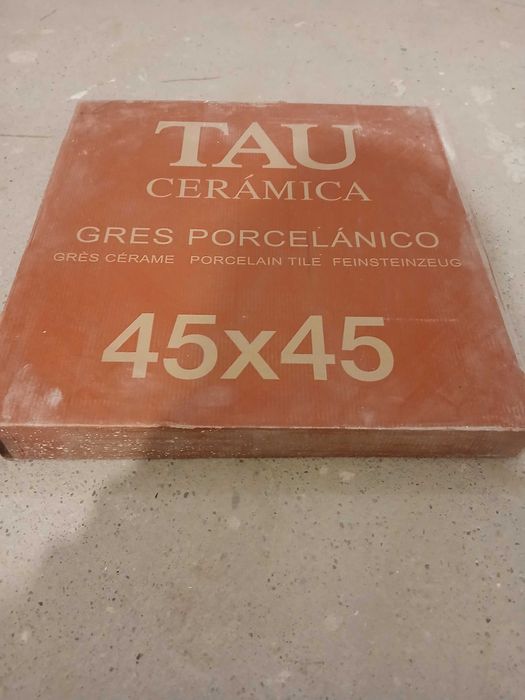 TAU
CERÁMICA
GRES PORCELÁNICO
GRÈS CÉRAME PORCELAIN TILE FEINSTEINZEUG
45x45